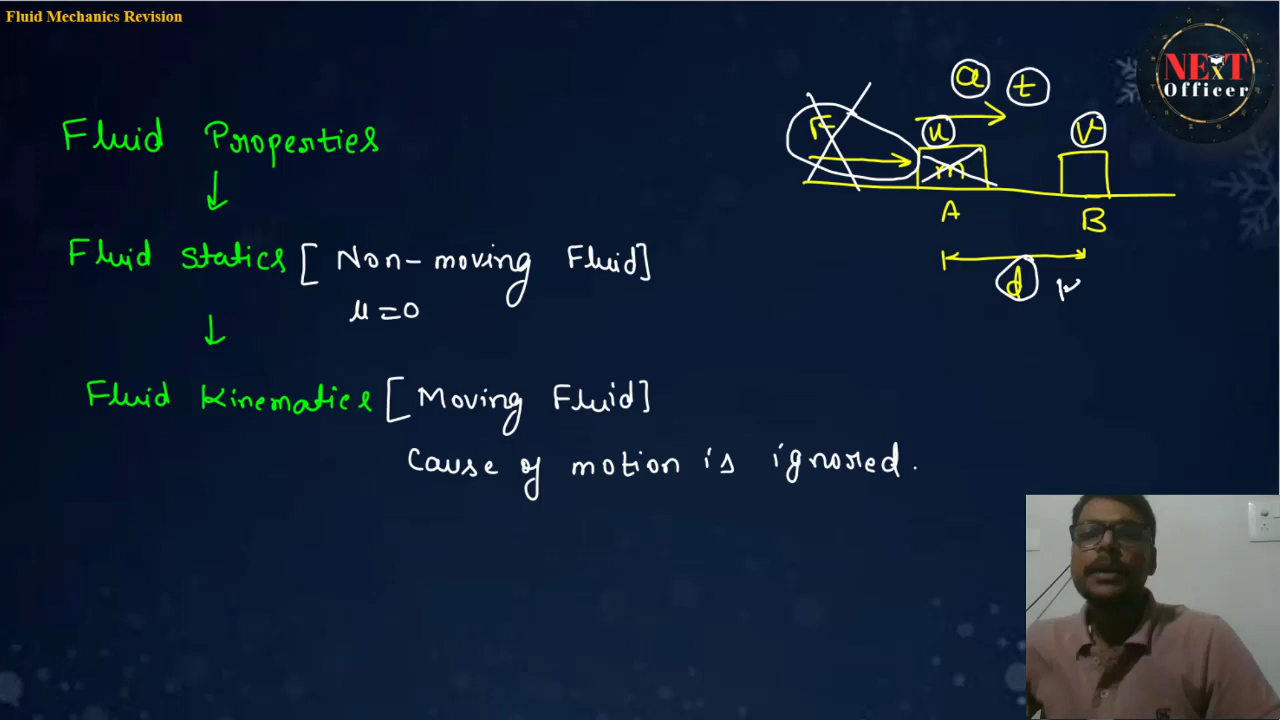 Fluid Mechanics Revision
NExT
Officer
Fluid Properties
↓
Fluid Statics [Non-moving Fluid]
u=0
↓
Fluid Kinematics [Moving Fluid]
Cause of motion is ignored.
a t
F u v
m
A B
d